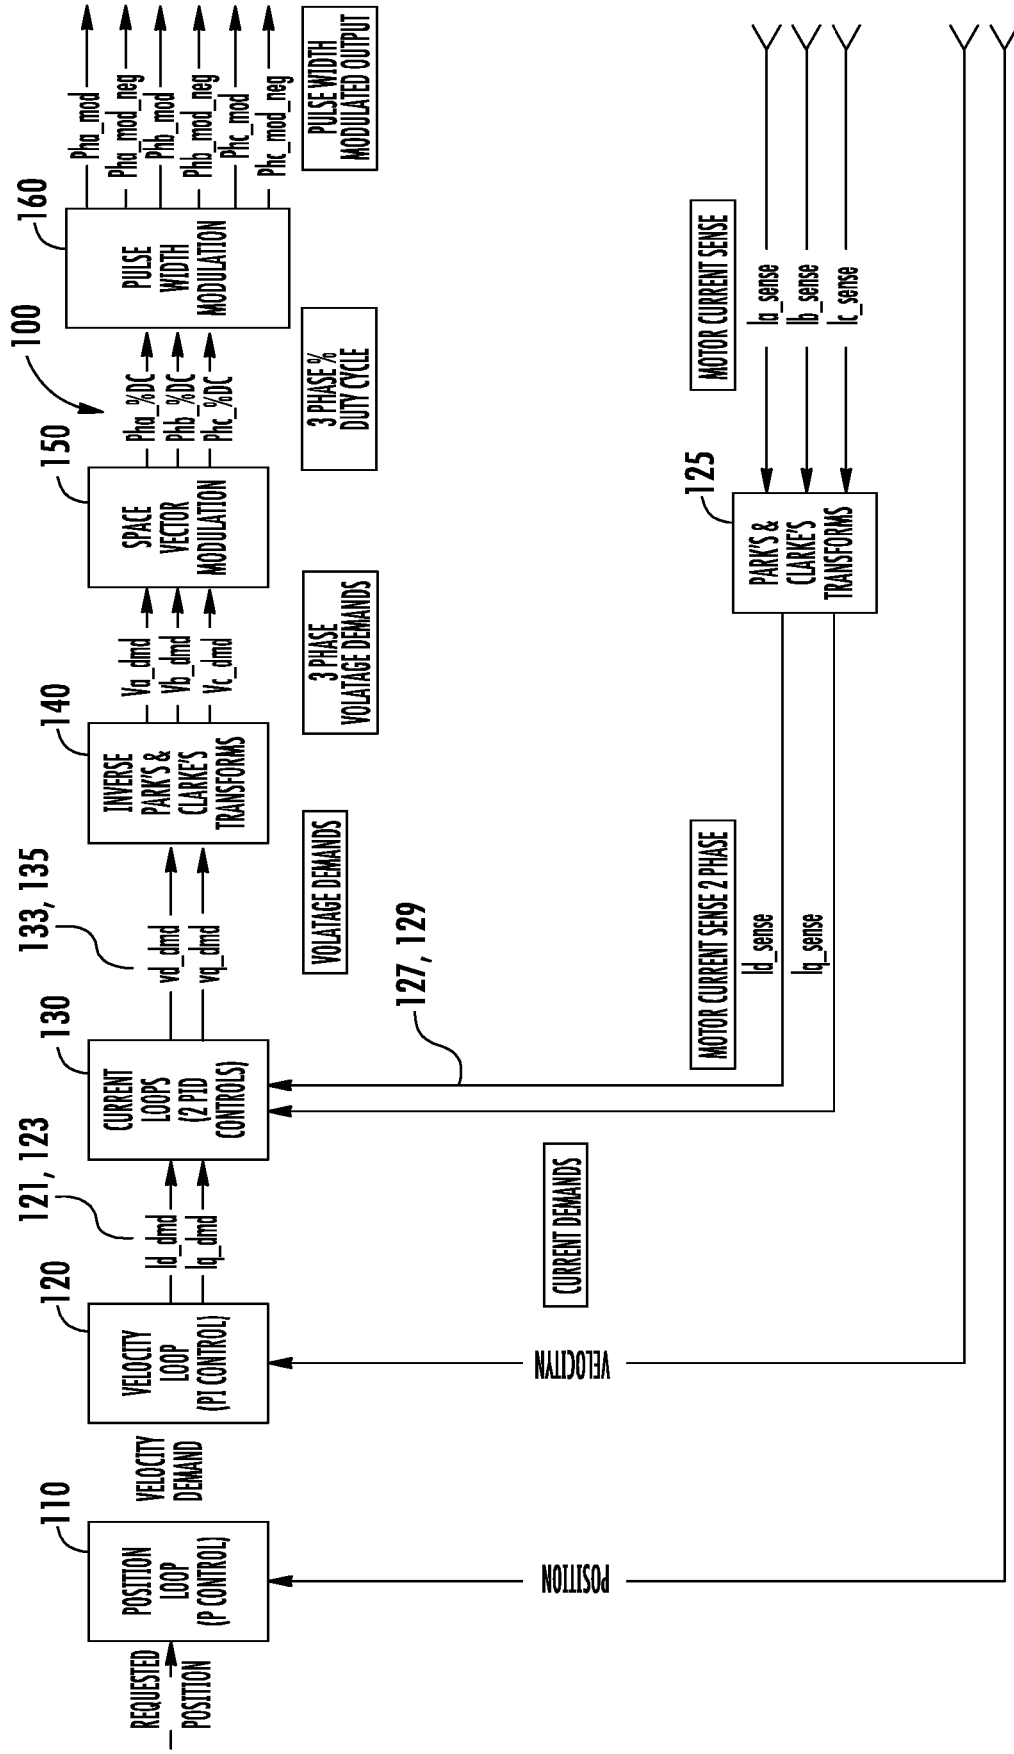 100
110
120
121, 123
130
133, 135
140
150
160
REQUESTED
POSITION
POSITION
LOOP
(P CONTROL)
VELOCITY
DEMAND
VELOCITY
LOOP
(PI CONTROL)
Id_dmd
Iq_dmd
CURRENT
LOOPS
(2 PID
CONTROLS)
vd_dmd
vq_dmd
INVERSE
PARK'S &
CLARKE'S
TRANSFORMS
Va_dmd
Vb_dmd
Vc_dmd
SPACE
VECTOR
MODULATION
Pha_%DC
Phb_%DC
Phc_%DC
PULSE
WIDTH
MODULATION
Pha_mod
Pha_mod_neg
Phb_mod
Phb_mod_neg
Phc_mod
Phc_mod_neg
VOLATAGE DEMANDS
3 PHASE
VOLATAGE DEMANDS
3 PHASE %
DUTY CYCLE
PULSE WIDTH
MODULATED OUTPUT
127, 129
CURRENT DEMANDS
POSITION
VELOCITYN
MOTOR CURRENT SENSE 2 PHASE
Id_sense
Iq_sense
125
PARK'S &
CLARKE'S
TRANSFORMS
MOTOR CURRENT SENSE
Ia_sense
Ib_sense
Ic_sense